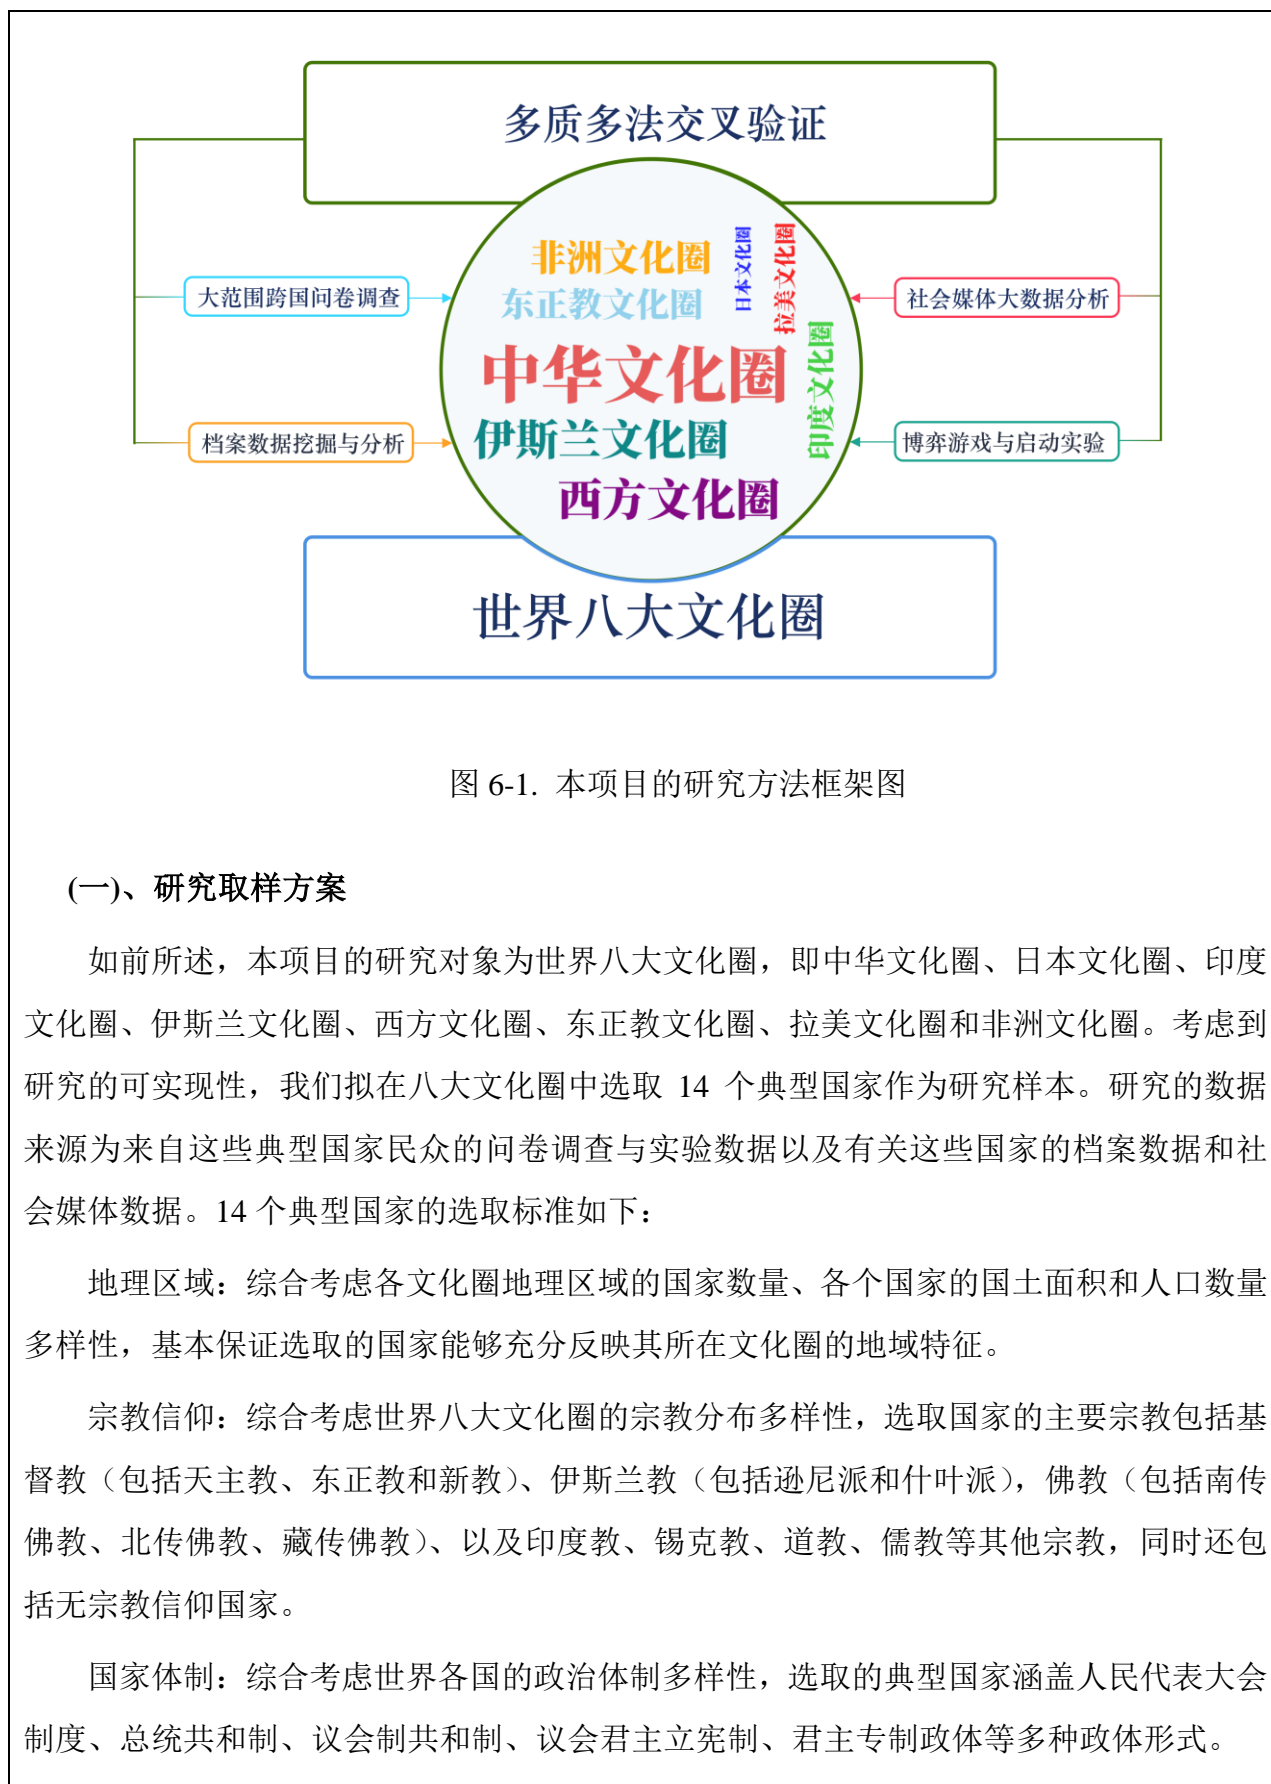 多质多法交叉验证
非洲文化圈
东正教文化圈
日本文化圈
拉美文化圈
大范围跨国问卷调查
社会媒体大数据分析
中华文化圈
印度文化圈
档案数据挖掘与分析
伊斯兰文化圈
博弈游戏与启动实验
西方文化圈
世界八大文化圈
图 6-1. 本项目的研究方法框架图
(一)、研究取样方案
如前所述，本项目的研究对象为世界八大文化圈，即中华文化圈、日本文化圈、印度
文化圈、伊斯兰文化圈、西方文化圈、东正教文化圈、拉美文化圈和非洲文化圈。考虑到
研究的可实现性，我们拟在八大文化圈中选取 14 个典型国家作为研究样本。研究的数据
来源为来自这些典型国家民众的问卷调查与实验数据以及有关这些国家的档案数据和社
会媒体数据。14 个典型国家的选取标准如下：
地理区域：综合考虑各文化圈地理区域的国家数量、各个国家的国土面积和人口数量
多样性，基本保证选取的国家能够充分反映其所在文化圈的地域特征。
宗教信仰：综合考虑世界八大文化圈的宗教分布多样性，选取国家的主要宗教包括基
督教（包括天主教、东正教和新教）、伊斯兰教（包括逊尼派和什叶派），佛教（包括南传
佛教、北传佛教、藏传佛教）、以及印度教、锡克教、道教、儒教等其他宗教，同时还包
括无宗教信仰国家。
国家体制：综合考虑世界各国的政治体制多样性，选取的典型国家涵盖人民代表大会
制度、总统共和制、议会制共和制、议会君主立宪制、君主专制政体等多种政体形式。